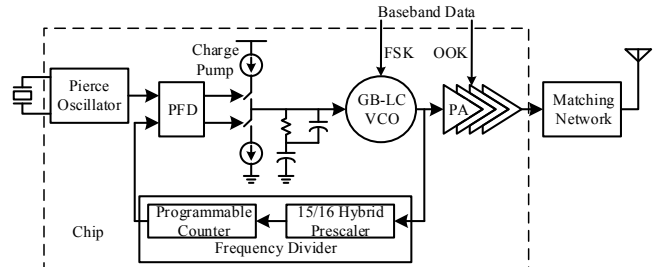 Baseband Data
FSK
OOK
Charge
Pump
Pierce
Oscillator
PFD
GB-LC
VCO
PA
Matching
Network
Programmable
Counter
15/16 Hybrid
Prescaler
Frequency Divider
Chip